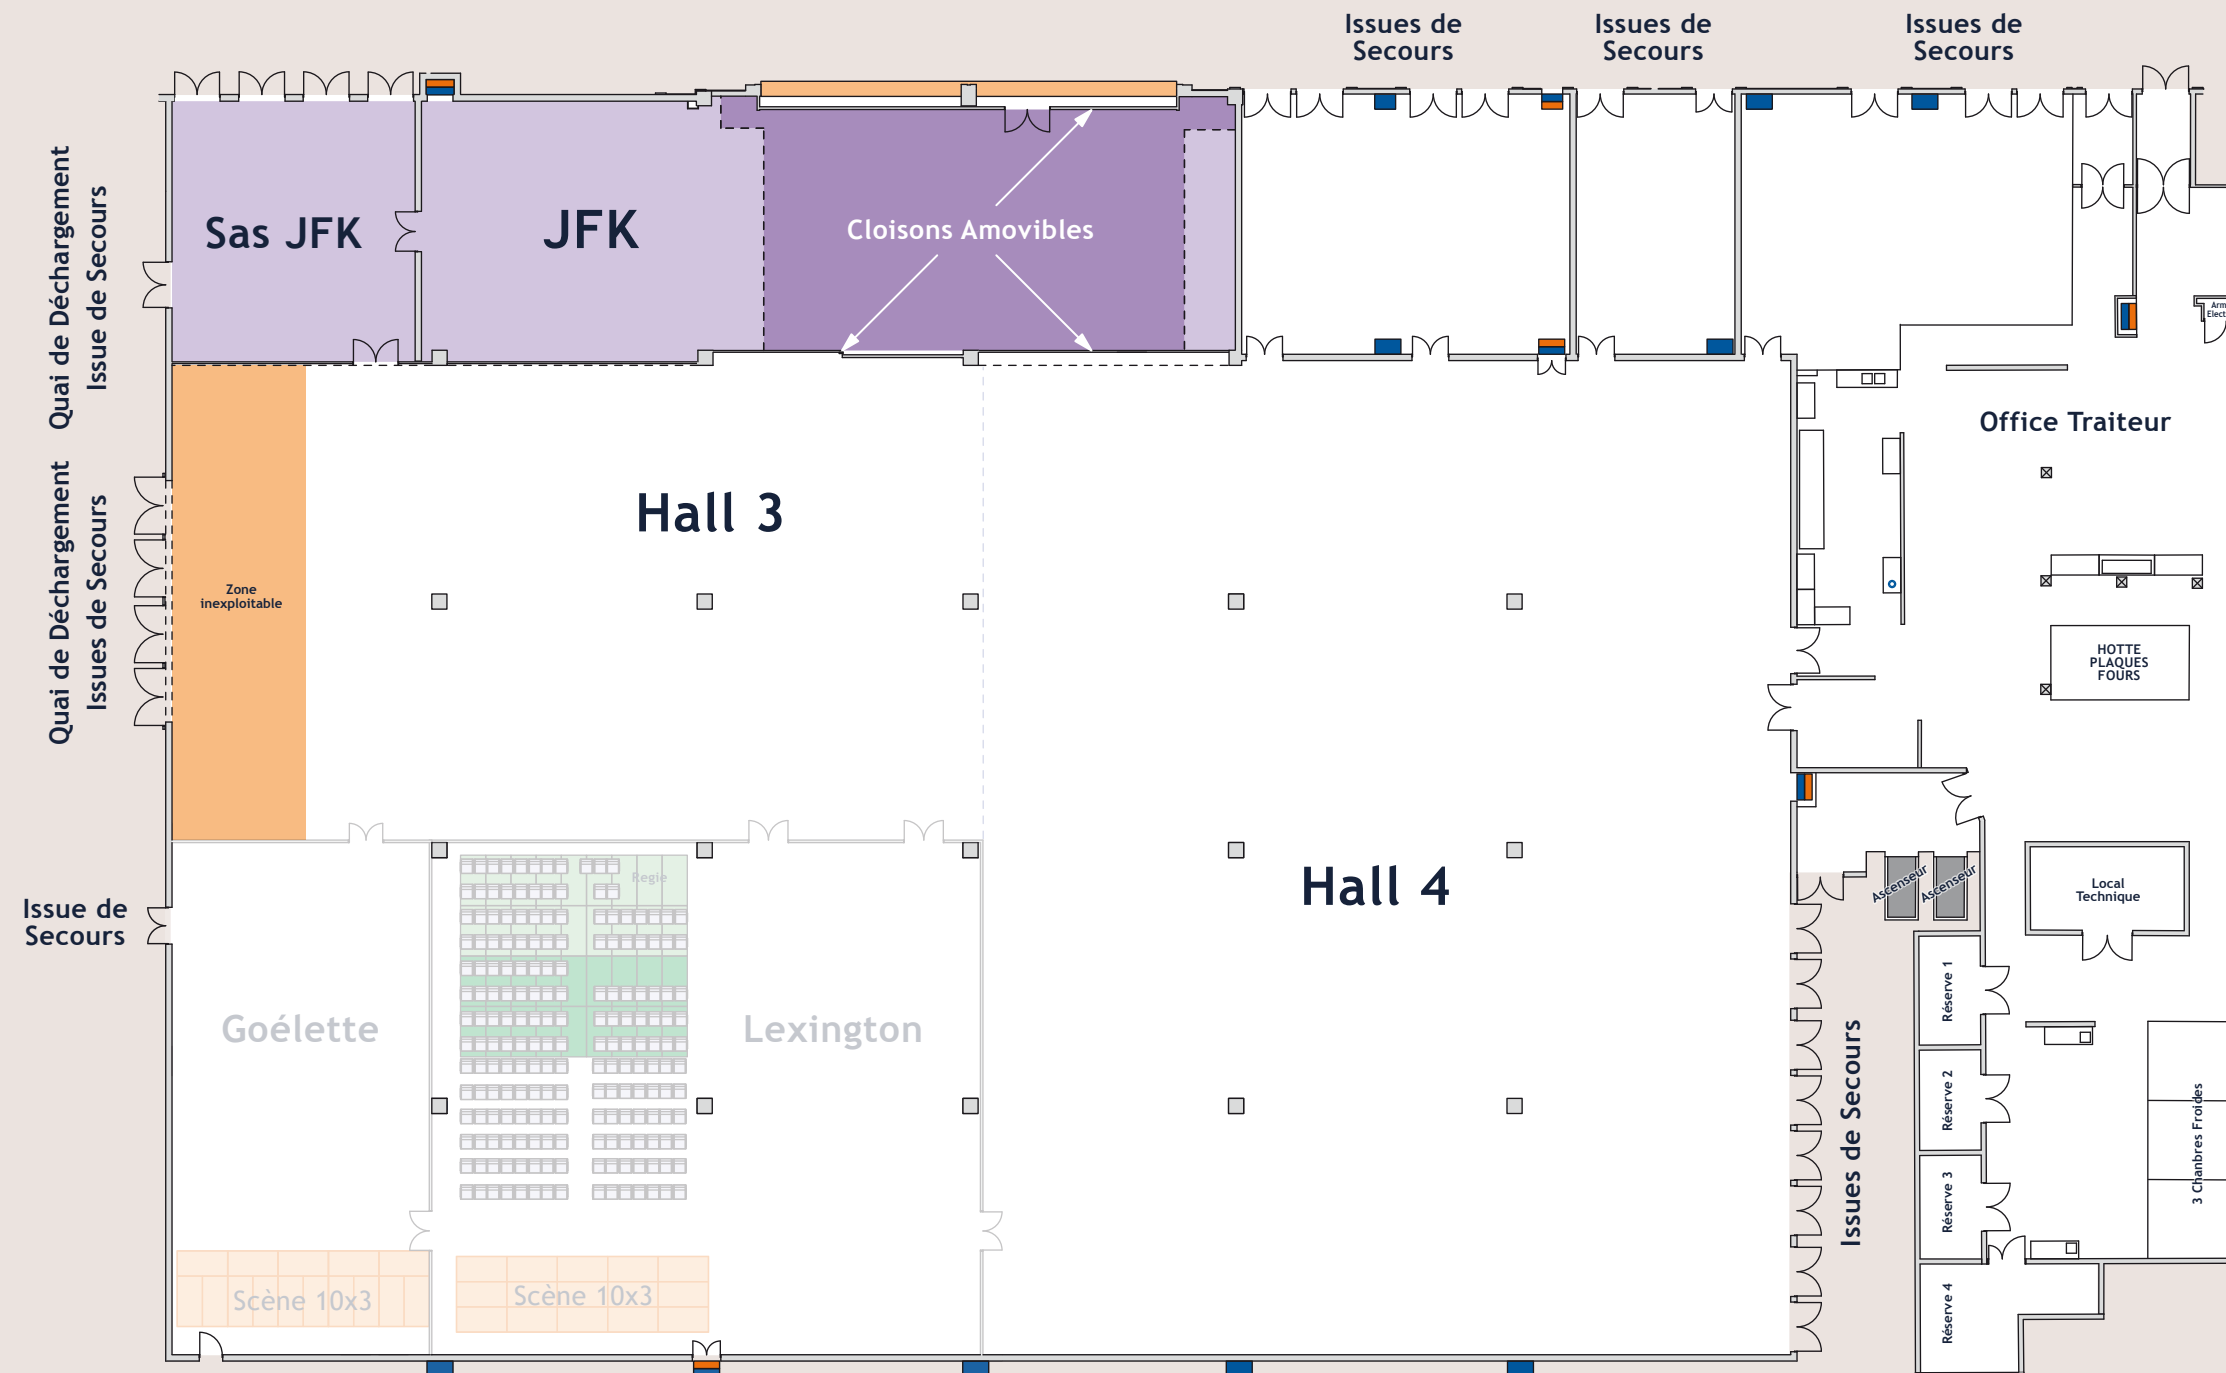 Issues de
Secours
Issues de
Secours
Issues de
Secours
Quai de Déchargement
Issue de Secours
Sas JFK
JFK
Cloisons Amovibles
Office Traiteur
Quai de Déchargement
Issues de Secours
Hall 3
Zone
inexploitable
HOTTE
PLAQUES
FOURS
Issue de
Secours
Regie
Hall 4
Ascenseur
Ascenseur
Local
Technique
Goélette
Lexington
Réserve 1
Réserve 2
Réserve 3
Réserve 4
Issues de Secours
3 Chanbres Froides
Scène 10x3
Scène 10x3